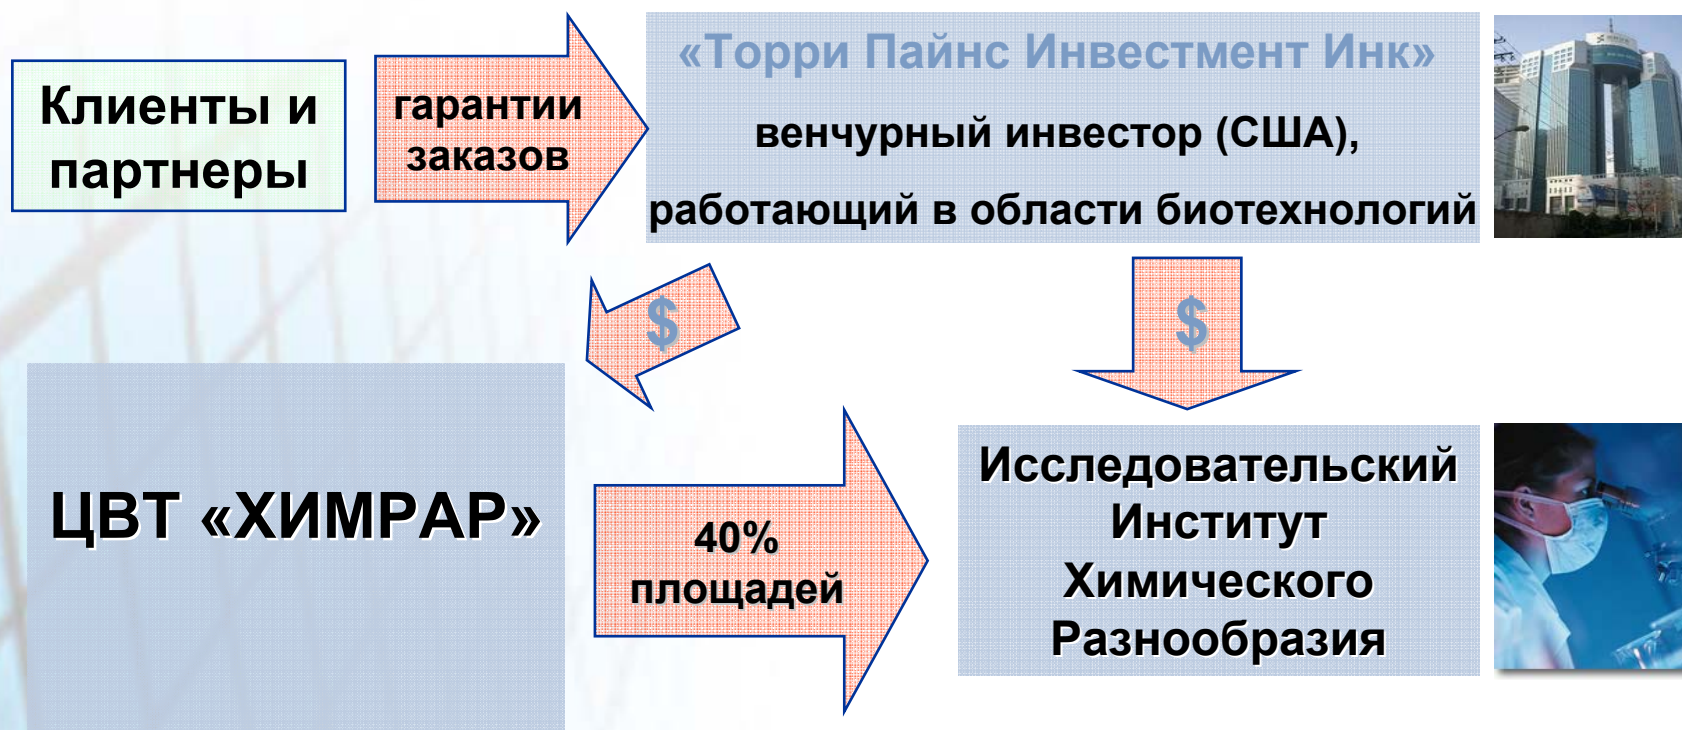 Клиенты и
партнеры
гарантии
заказов
«Торри Пайнс Инвестмент Инк»
венчурный инвестор (США),
работающий в области биотехнологий
$
$
ЦВТ «ХИМРАР»
40%
площадей
Исследовательский
Институт
Химического
Разнообразия